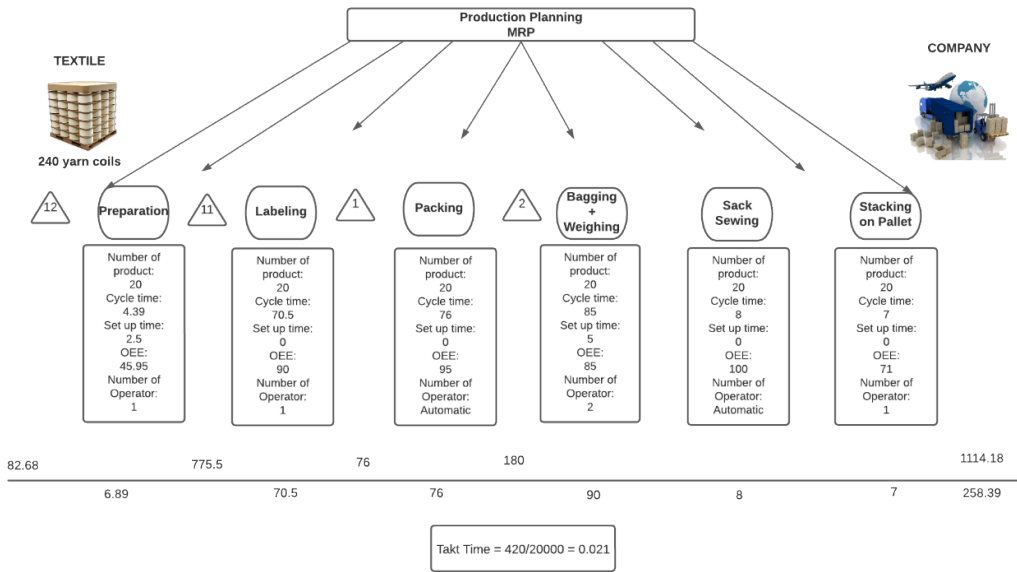 Production Planning
MRP
TEXTILE
COMPANY
240 yarn coils
12
Preparation
11
Labeling
1
Packing
2
Bagging
+
Weighing
Sack
Sewing
Stacking
on Pallet
Number of
product:
20
Cycle time:
4.39
Set up time:
2.5
OEE:
45.95
Number of
Operator:
1
Number of
product:
20
Cycle time:
70.5
Set up time:
0
OEE:
90
Number of
Operator:
1
Number of
product:
20
Cycle time:
76
Set up time:
0
OEE:
95
Number of
Operator:
Automatic
Number of
product:
20
Cycle time:
85
Set up time:
5
OEE:
85
Number of
Operator:
2
Number of
product:
20
Cycle time:
8
Set up time:
0
OEE:
100
Number of
Operator:
Automatic
Number of
product:
20
Cycle time:
7
Set up time:
0
OEE:
71
Number of
Operator:
1
82.68
775.5
76
180
1114.18
6.89
70.5
76
90
8
7
258.39
Takt Time = 420/20000 = 0.021